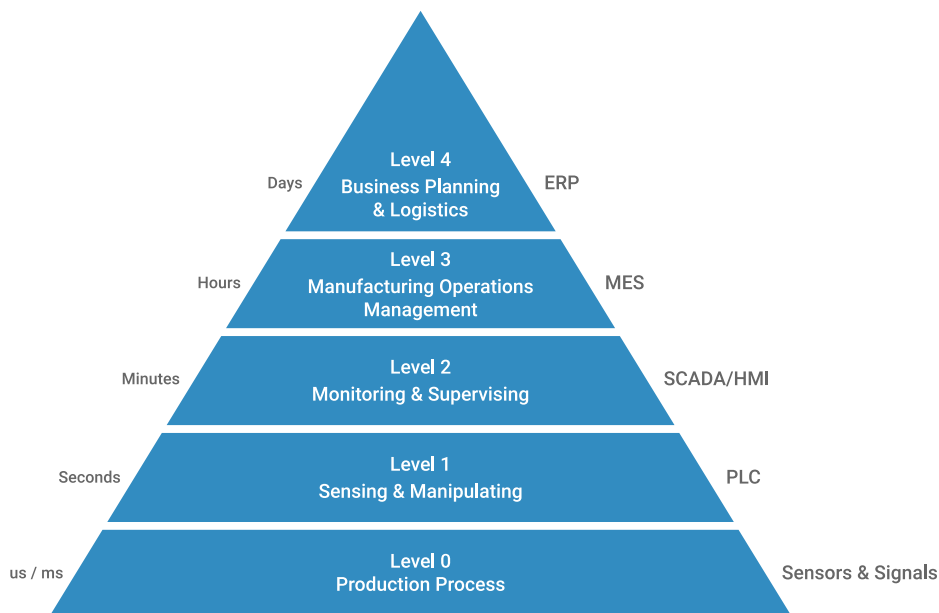 Level 4
Days
Business Planning
& Logistics
ERP
Level 3
Hours
Manufacturing Operations
Management
MES
Level 2
Minutes
Monitoring & Supervising
SCADA/HMI
Level 1
Seconds
Sensing & Manipulating
PLC
Level 0
us / ms
Production Process
Sensors & Signals